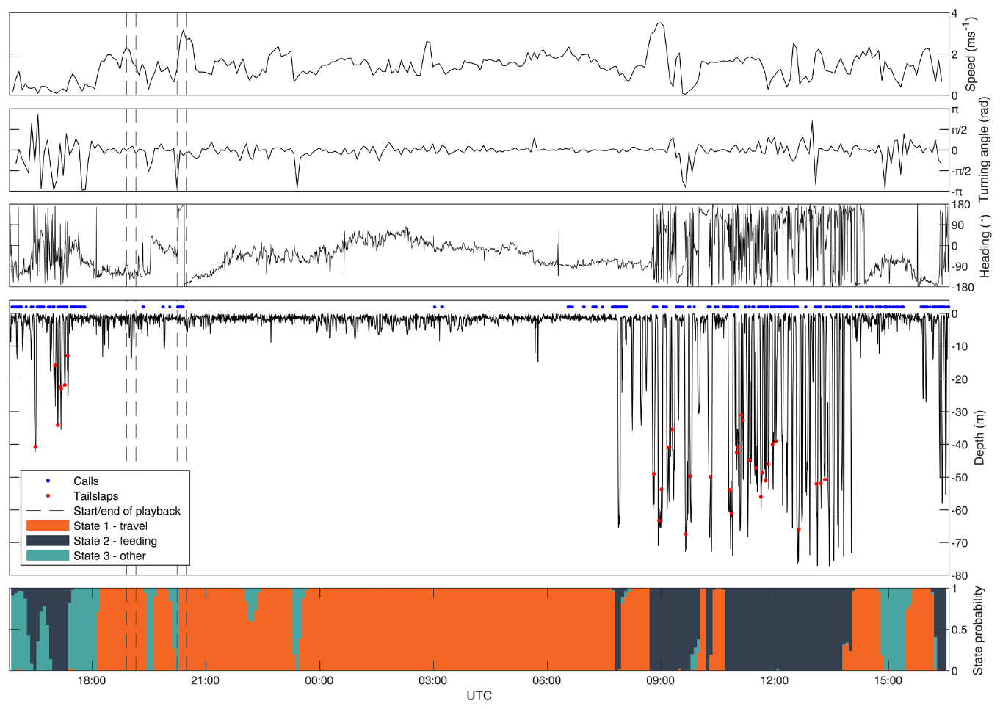 4
2
0
Speed (ms-1)
π
π/2
0
-π/2
-π
Turning angle (rad)
180
90
0
-90
-180
Heading (°)
0
-10
-20
-30
-40
-50
-60
-70
-80
Depth (m)
Calls
Tailslaps
Start/end of playback
State 1 - travel
State 2 - feeding
State 3 - other
1
0.5
0
State probability
18:00 21:00 00:00 03:00 06:00 09:00 12:00 15:00
UTC